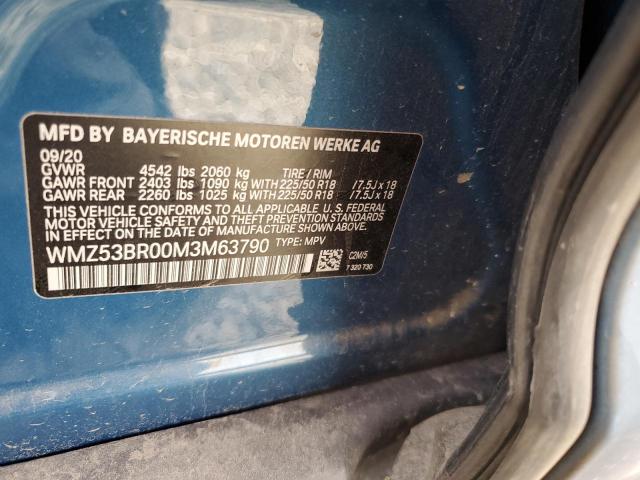 MFD BY BAYERISCHE MOTOREN WERKE AG
09/20
GVWR 4542 lbs 2060 kg TIRE / RIM
GAWR FRONT 2403 lbs 1090 kg WITH 225/50 R18 /7.5J x 18
GAWR REAR 2260 lbs 1025 kg WITH 225/50 R18 /7.5J x 18
THIS VEHICLE CONFORMS TO ALL APPLICABLE U. S. FEDERAL
MOTOR VEHICLE SAFETY AND THEFT PREVENTION STANDARDS
IN EFFECT ON THE DATE OF MANUFACTURE SHOWN ABOVE.
WMZ53BR00M3M63790 TYPE: MPV
C2M/5
7 320 730